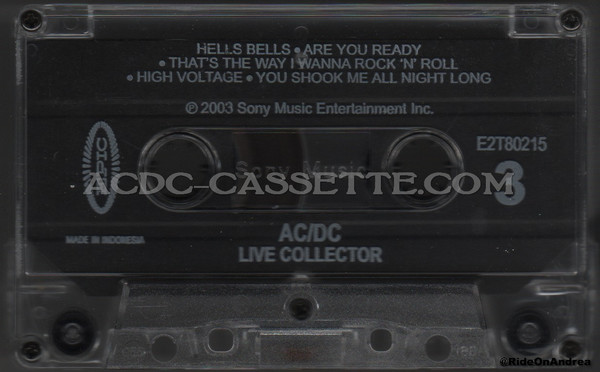 HELLS BELLS • ARE YOU READY
• THAT'S THE WAY I WANNA ROCK 'N' ROLL
• HIGH VOLTAGE • YOU SHOOK ME ALL NIGHT LONG
℗ 2003 Sony Music Entertainment Inc.
E2T80215
Sony Music
ACDC-CASSETTE.COM
3
MADE IN INDONESIA
AC/DC
LIVE COLLECTOR
@RideOnAndrea